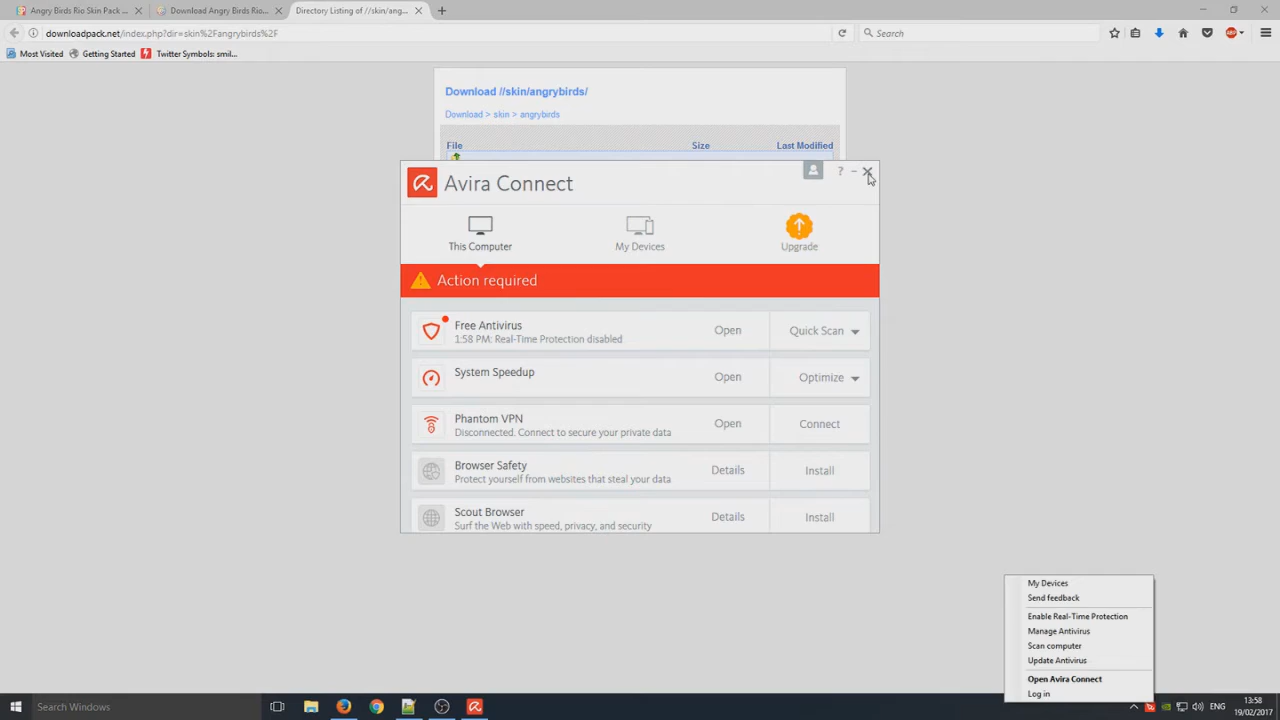 Angry Birds Rio Skin Pack ...
Download Angry Birds Rio...
Directory Listing of //skin/ang...
downloadpack.net/index.php?dir=skin%2Fangrybirds%2F
Search
Most Visited
Getting Started
Twitter Symbols: smil...
Download //skin/angrybirds/
Download > skin > angrybirds
File
Size
Last Modified
Avira Connect
?
This Computer
My Devices
Upgrade
Action required
Free Antivirus
1:58 PM: Real-Time Protection disabled
Open
Quick Scan
System Speedup
Open
Optimize
Phantom VPN
Disconnected. Connect to secure your private data
Open
Connect
Browser Safety
Protect yourself from websites that steal your data
Details
Install
Scout Browser
Surf the Web with speed, privacy, and security
Details
Install
My Devices
Send feedback
Enable Real-Time Protection
Manage Antivirus
Scan computer
Update Antivirus
Open Avira Connect
Log in
Search Windows
ENG
13:58
19/02/2017